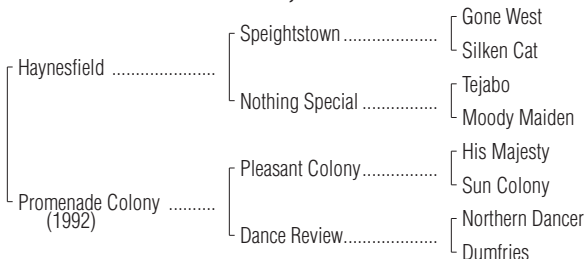 Gone West
Speightstown
Silken Cat
Haynesfield
Tejabo
Nothing Special
Moody Maiden
His Majesty
Pleasant Colony
Sun Colony
Promenade Colony
(1992)
Northern Dancer
Dance Review
Dumfries